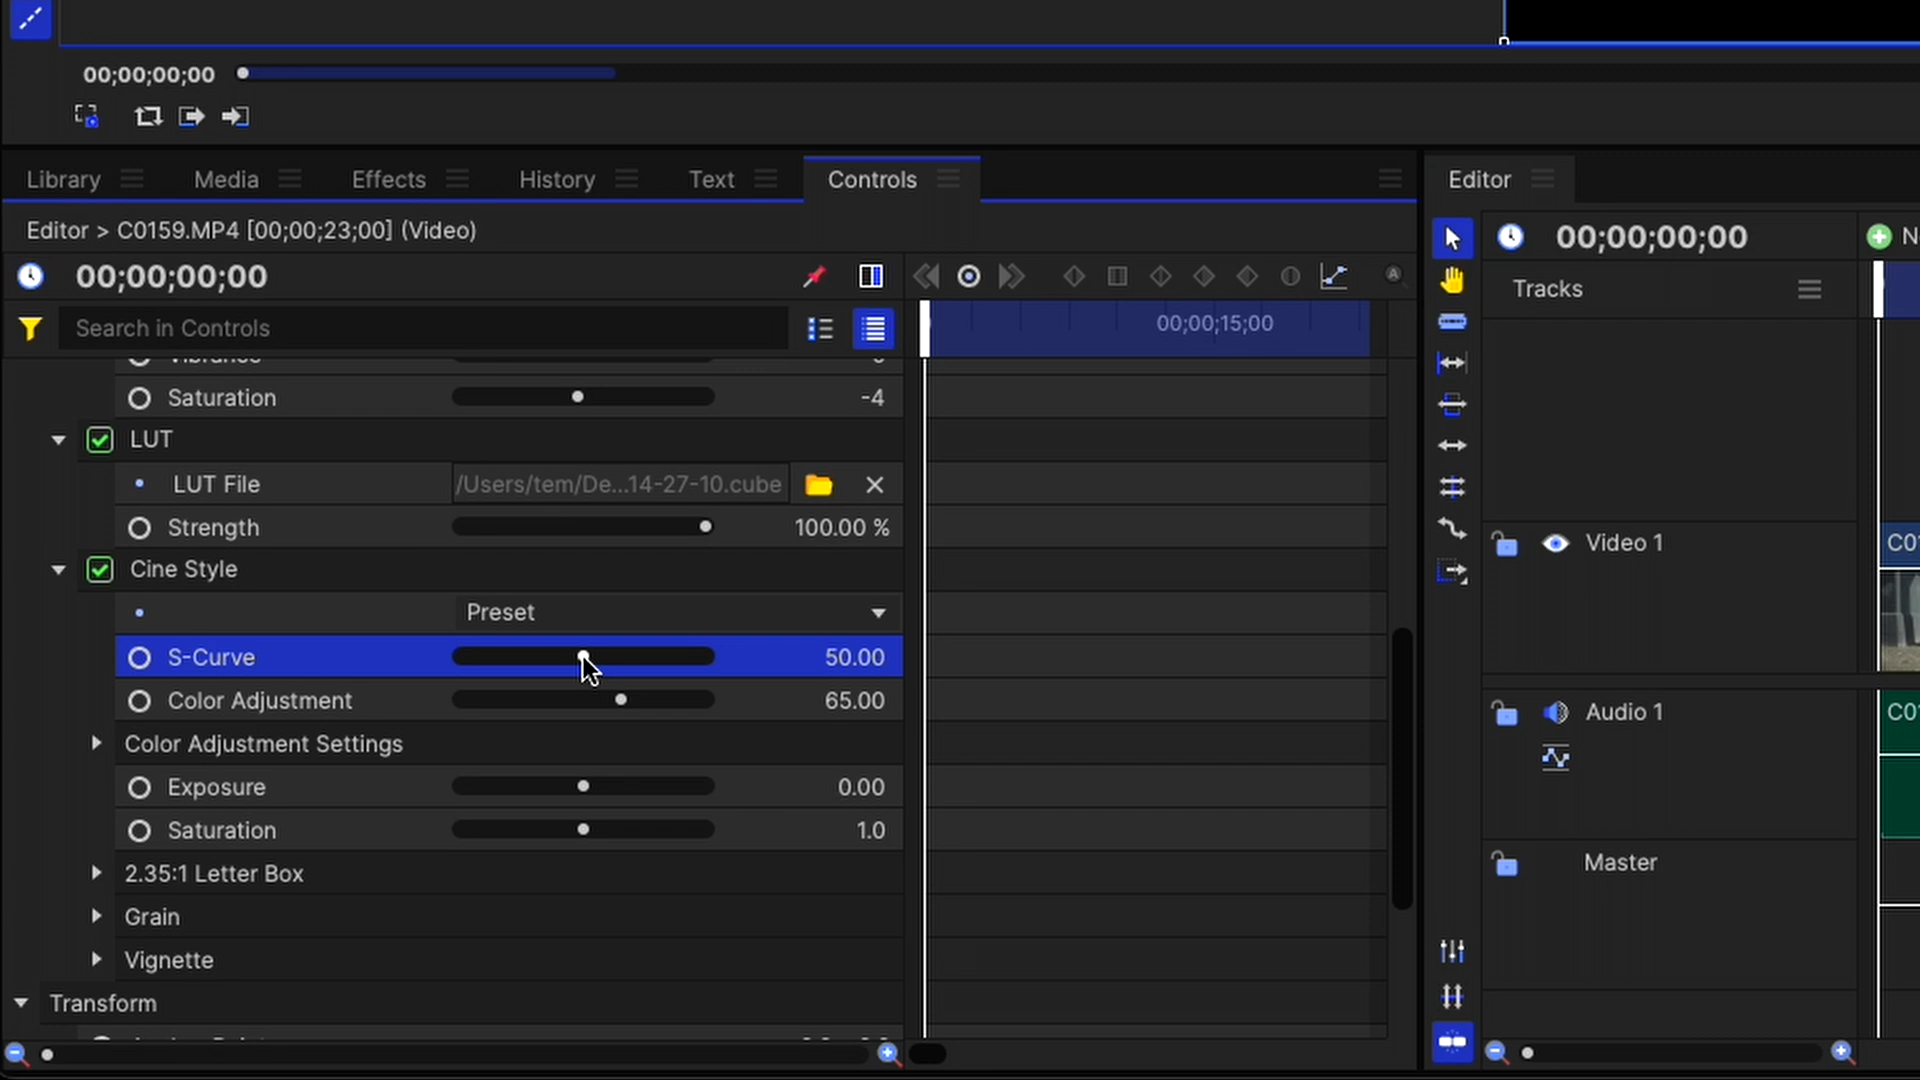 00;00;00;00
Library
Media
Effects
History
Text
Controls
Editor
Editor > C0159.MP4 [00;00;23;00] (Video)
00;00;00;00
00;00;00;00
N
Tracks
Search in Controls
00;00;15;00
Vibrance
Saturation -4
LUT
LUT File /Users/tem/De...14-27-10.cube
Strength 100.00 %
Video 1
C01
Cine Style
Preset
S-Curve 50.00
Color Adjustment 65.00
Audio 1
C01
Color Adjustment Settings
Exposure 0.00
Saturation 1.0
Master
2.35:1 Letter Box
Grain
Vignette
Transform